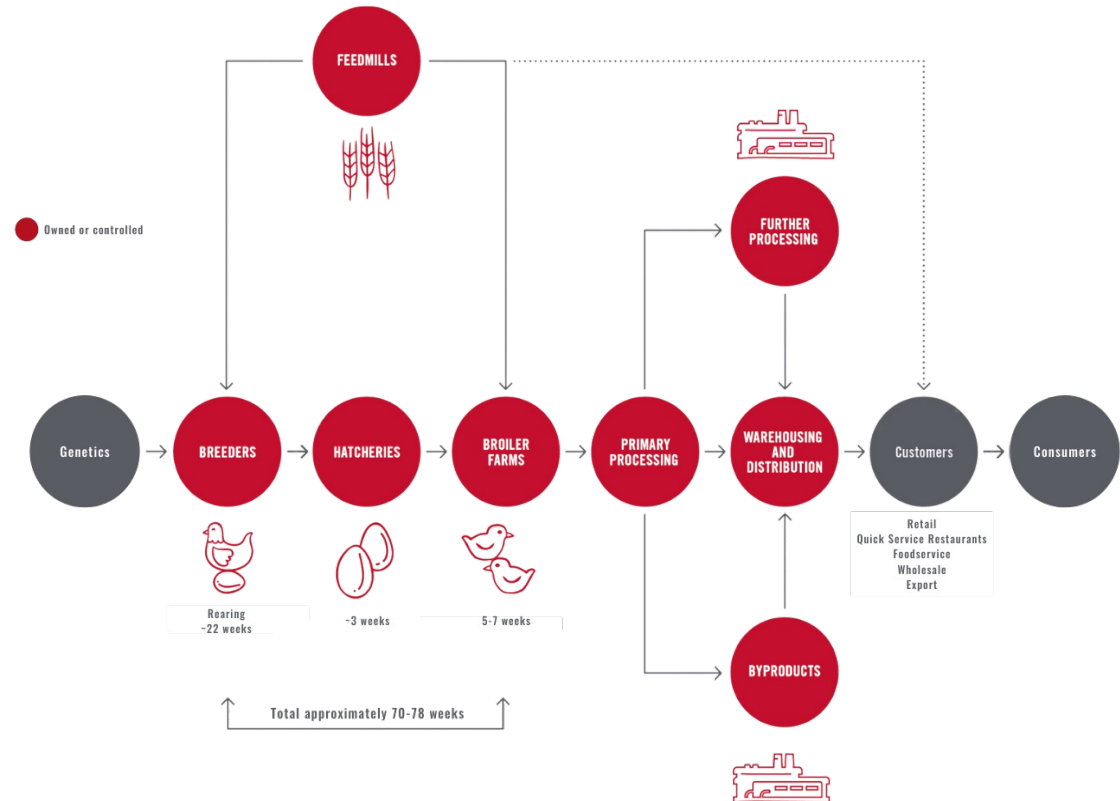 FEEDMILLS
Owned or controlled
FURTHER
PROCESSING
Genetics
BREEDERS
HATCHERIES
BROILER
FARMS
PRIMARY
PROCESSING
WAREHOUSING
AND
DISTRIBUTION
Customers
Consumers
Retail
Quick Service Restaurants
Foodservice
Wholesale
Export
Rearing
~22 weeks
~3 weeks
5-7 weeks
BYPRODUCTS
Total approximately 70-78 weeks